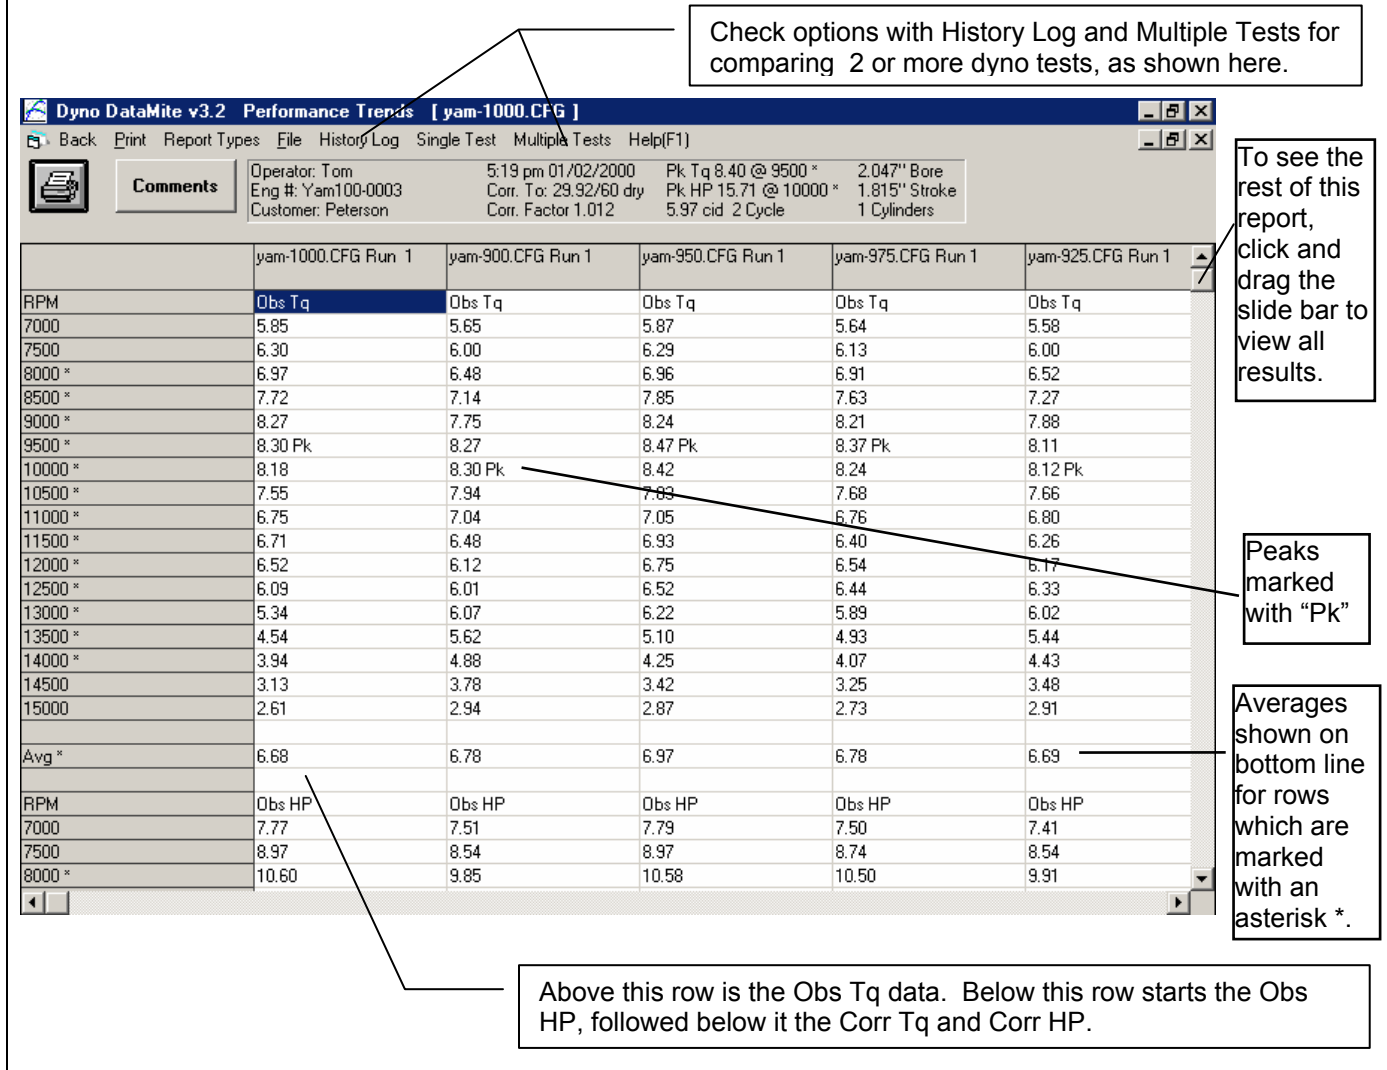 Check options with History Log and Multiple Tests for
comparing  2 or more dyno tests, as shown here.
Dyno DataMite v3.2   Performance Trends   [ yam-1000.CFG ]
Back   Print   Report Types   File   History Log   Single Test   Multiple Tests   Help(F1)
Comments
Operator: Tom   5:19 pm 01/02/2000   Pk Tq 8.40 @ 9500 *   2.047" Bore
Eng #: Yam100-0003   Corr. To: 29.92/60 dry   Pk HP 15.71 @ 10000 *   1.815" Stroke
Customer: Peterson   Corr. Factor 1.012   5.97 cid  2 Cycle   1 Cylinders
yam-1000.CFG Run  1   yam-900.CFG Run 1   yam-950.CFG Run 1   yam-975.CFG Run 1   yam-925.CFG Run 1
RPM   Obs Tq   Obs Tq   Obs Tq   Obs Tq   Obs Tq
7000   5.85   5.65   5.87   5.64   5.58
7500   6.30   6.00   6.29   6.13   6.00
8000 *   6.97   6.48   6.96   6.91   6.52
8500 *   7.72   7.14   7.85   7.63   7.27
9000 *   8.27   7.75   8.24   8.21   7.88
9500 *   8.30 Pk   8.27   8.47 Pk   8.37 Pk   8.11
10000 *   8.18   8.30 Pk   8.42   8.24   8.12 Pk
10500 *   7.55   7.94   7.83   7.68   7.66
11000 *   6.75   7.04   7.05   6.76   6.80
11500 *   6.71   6.48   6.93   6.40   6.26
12000 *   6.52   6.12   6.75   6.54   6.17
12500 *   6.09   6.01   6.52   6.44   6.33
13000 *   5.34   6.07   6.22   5.89   6.02
13500 *   4.54   5.62   5.10   4.93   5.44
14000 *   3.94   4.88   4.25   4.07   4.43
14500   3.13   3.78   3.42   3.25   3.48
15000   2.61   2.94   2.87   2.73   2.91
Avg *   6.68   6.78   6.97   6.78   6.69
RPM   Obs HP   Obs HP   Obs HP   Obs HP   Obs HP
7000   7.77   7.51   7.79   7.50   7.41
7500   8.97   8.54   8.97   8.74   8.54
8000 *   10.60   9.85   10.58   10.50   9.91
To see the
rest of this
report,
click and
drag the
slide bar to
view all
results.
Peaks
marked
with “Pk”
Averages
shown on
bottom line
for rows
which are
marked
with an
asterisk *.
Above this row is the Obs Tq data.  Below this row starts the Obs
HP, followed below it the Corr Tq and Corr HP.